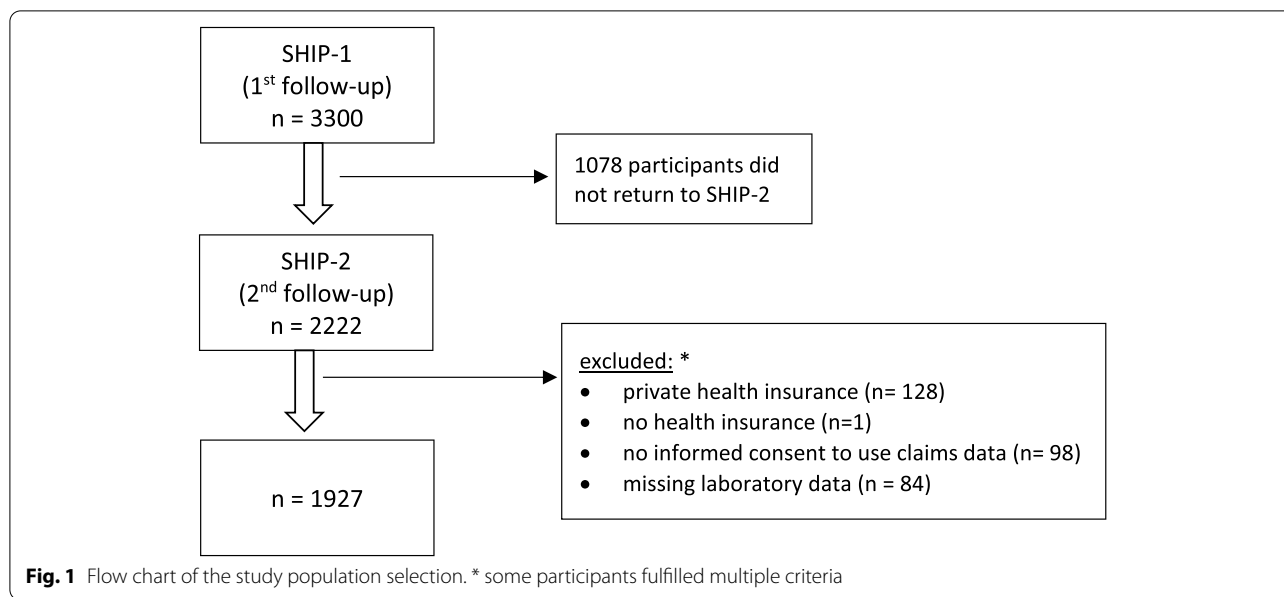 SHIP-1
(1st follow-up)
n = 3300
1078 participants did
not return to SHIP-2
SHIP-2
(2nd follow-up)
n = 2222
excluded: *
• private health insurance (n= 128)
• no health insurance (n=1)
• no informed consent to use claims data (n= 98)
• missing laboratory data (n = 84)
n = 1927
Fig. 1 Flow chart of the study population selection. * some participants fulfilled multiple criteria